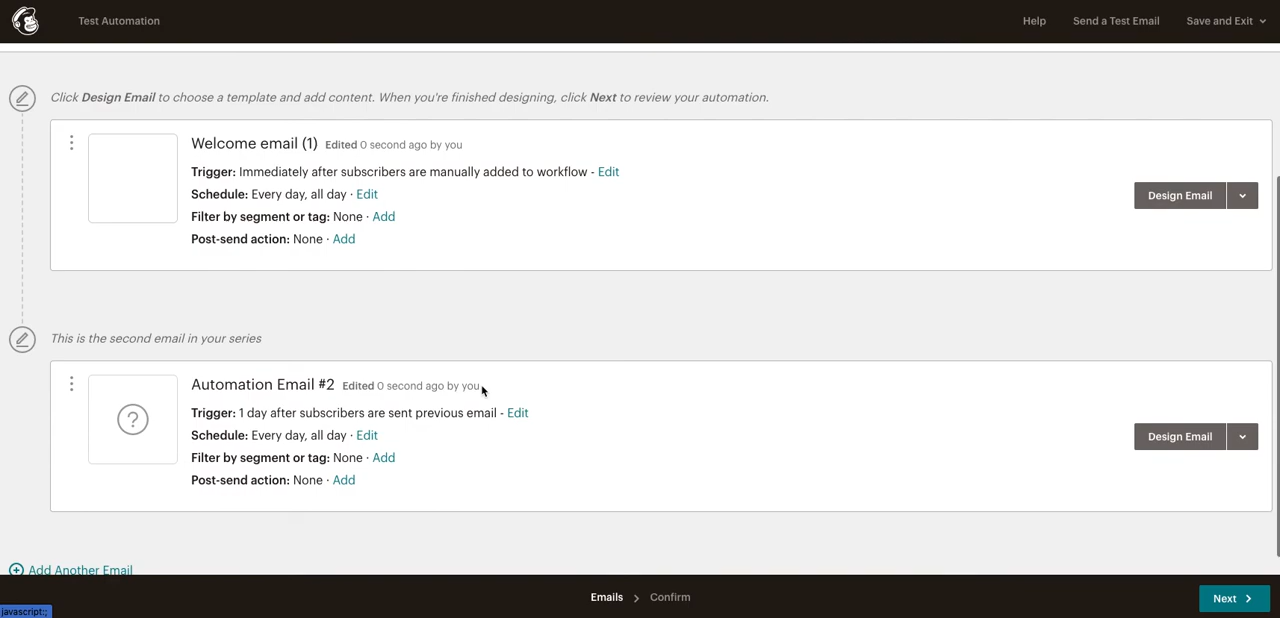 Test Automation
Help
Send a Test Email
Save and Exit
Click Design Email to choose a template and add content. When you're finished designing, click Next to review your automation.
Welcome email (1) Edited 0 second ago by you
Trigger: Immediately after subscribers are manually added to workflow - Edit
Schedule: Every day, all day · Edit
Filter by segment or tag: None · Add
Post-send action: None · Add
Design Email
This is the second email in your series
Automation Email #2 Edited 0 second ago by you
?
Trigger: 1 day after subscribers are sent previous email - Edit
Schedule: Every day, all day · Edit
Filter by segment or tag: None · Add
Post-send action: None · Add
Design Email
Add Another Email
Emails > Confirm
Next >
javascript:;